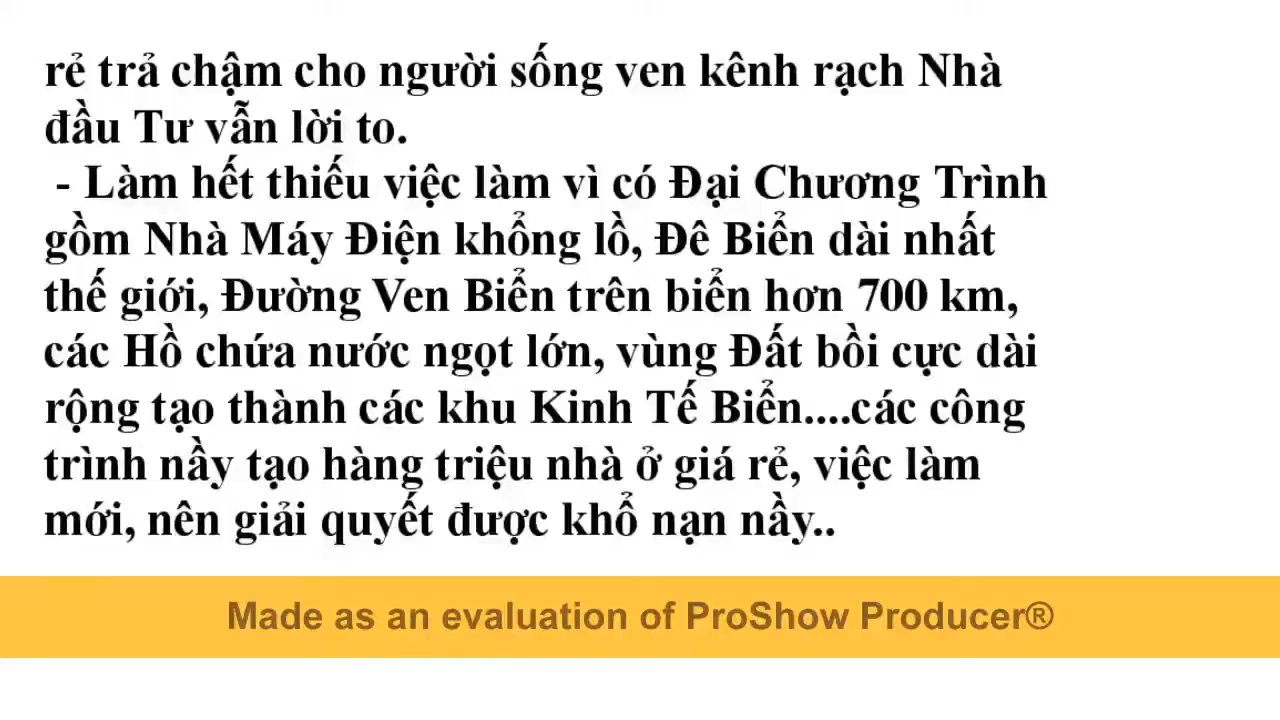 rẻ trả chậm cho người sống ven kênh rạch Nhà
đầu Tư vẫn lời to.
- Làm hết thiếu việc làm vì có Đại Chương Trình
gồm Nhà Máy Điện khổng lồ, Đê Biển dài nhất
thế giới, Đường Ven Biển trên biển hơn 700 km,
các Hồ chứa nước ngọt lớn, vùng Đất bồi cực dài
rộng tạo thành các khu Kinh Tế Biển....các công
trình nầy tạo hàng triệu nhà ở giá rẻ, việc làm
mới, nên giải quyết được khổ nạn nầy..
Made as an evaluation of ProShow Producer®